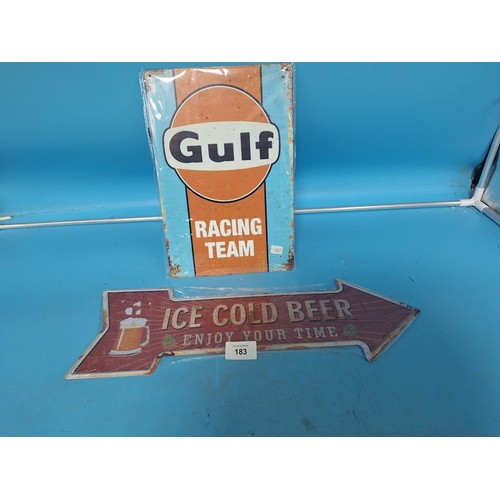 Gulf
RACING
TEAM
ICE COLD BEER
ENJOY YOUR TIME
183